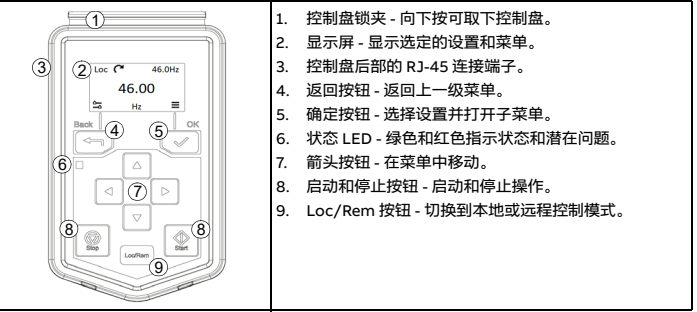 ①
③
② Loc 46.0Hz
46.00
Hz
Back ④ ⑤ OK
⑥
⑦
⑧ ⑧
Stop Start
Loc/Rem
⑨
1. 控制盘锁夹 - 向下按可取下控制盘。
2. 显示屏 - 显示选定的设置和菜单。
3. 控制盘后部的 RJ-45 连接端子。
4. 返回按钮 - 返回上一级菜单。
5. 确定按钮 - 选择设置并打开子菜单。
6. 状态 LED - 绿色和红色指示状态和潜在问题。
7. 箭头按钮 - 在菜单中移动。
8. 启动和停止按钮 - 启动和停止操作。
9. Loc/Rem 按钮 - 切换到本地或远程控制模式。